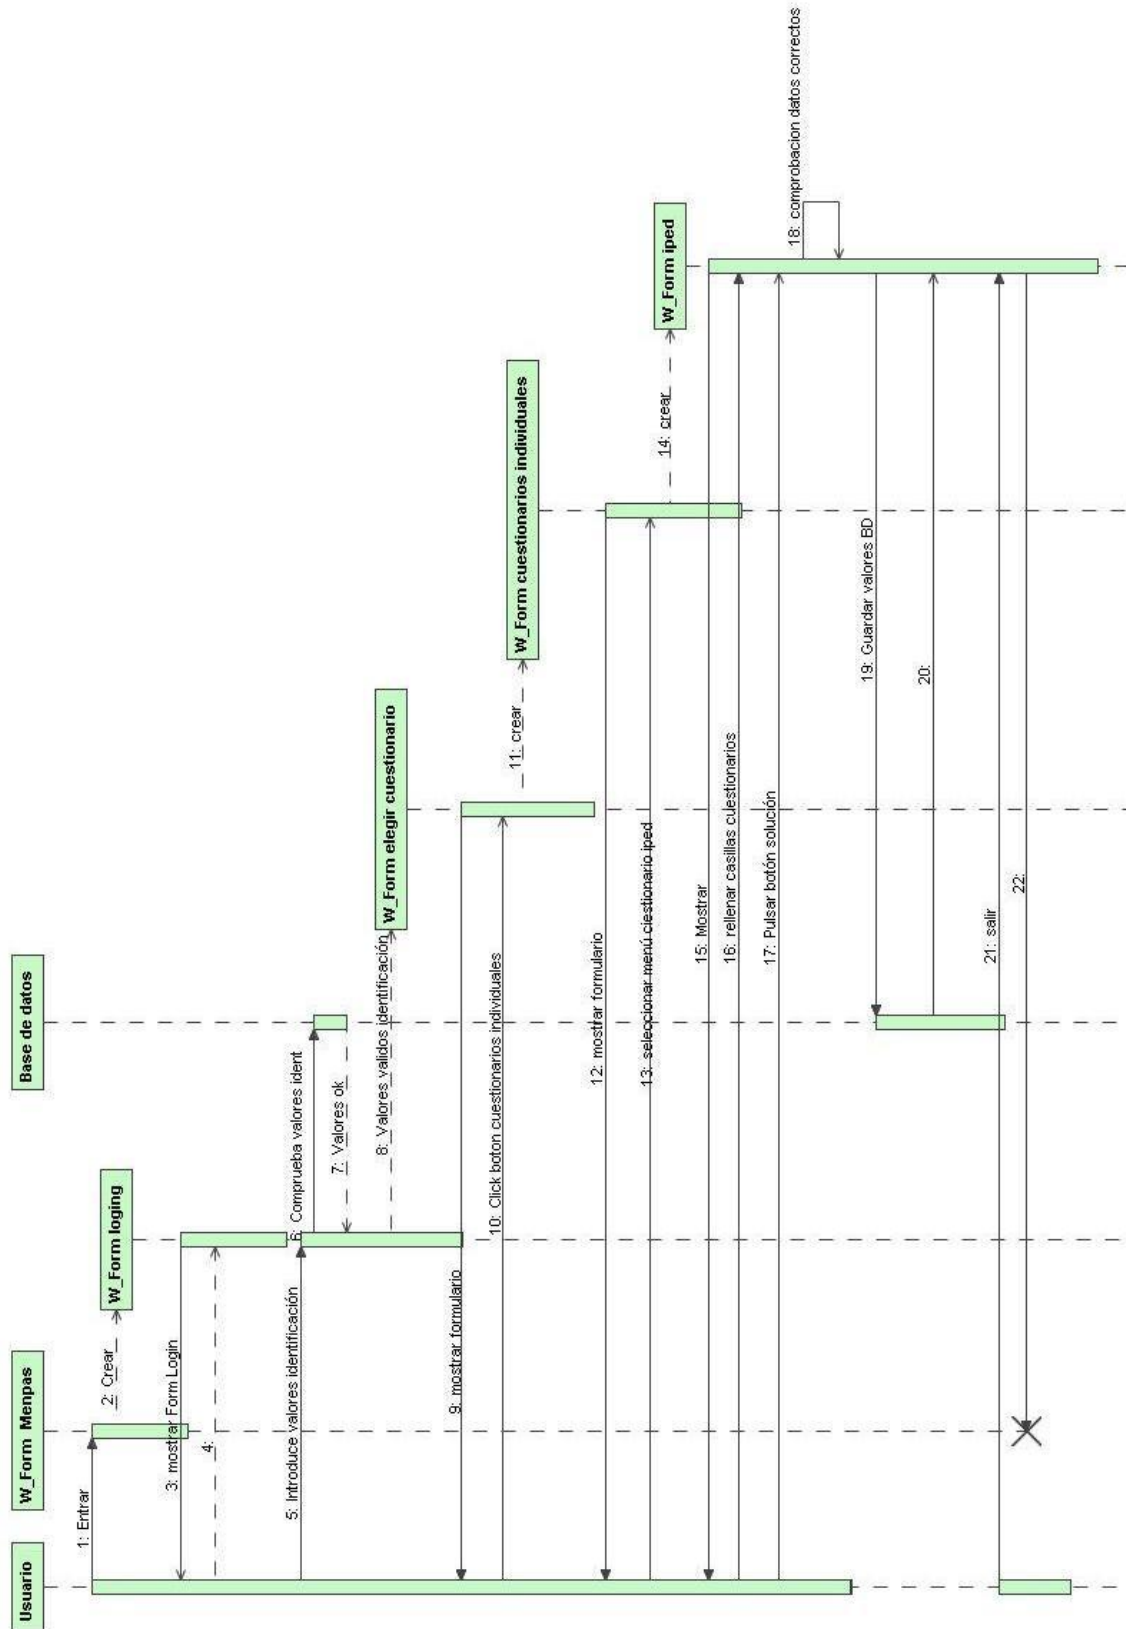 Usuario
W_Form Menpas
W_Form loging
Base de datos
W_Form elegir cuestionario
W_Form cuestionarios individuales
W_Form iped
1: Entrar
2: Crear
3: mostrar Form Login
4:
5: Introduce valores identificación
6: Comprueba valores ident
7: Valores ok
8: Valores validos identificación
9: mostrar formulario
10: Click boton cuestionarios individuales
11: crear
12: mostrar formulario
13: seleccionar menú ciestionario iped
14: crear
15: Mostrar
16: rellenar casillas cuestionarios
17: Pulsar botón solución
18: comprobacion datos correctos
19: Guardar valores BD
20:
21: salir
22: